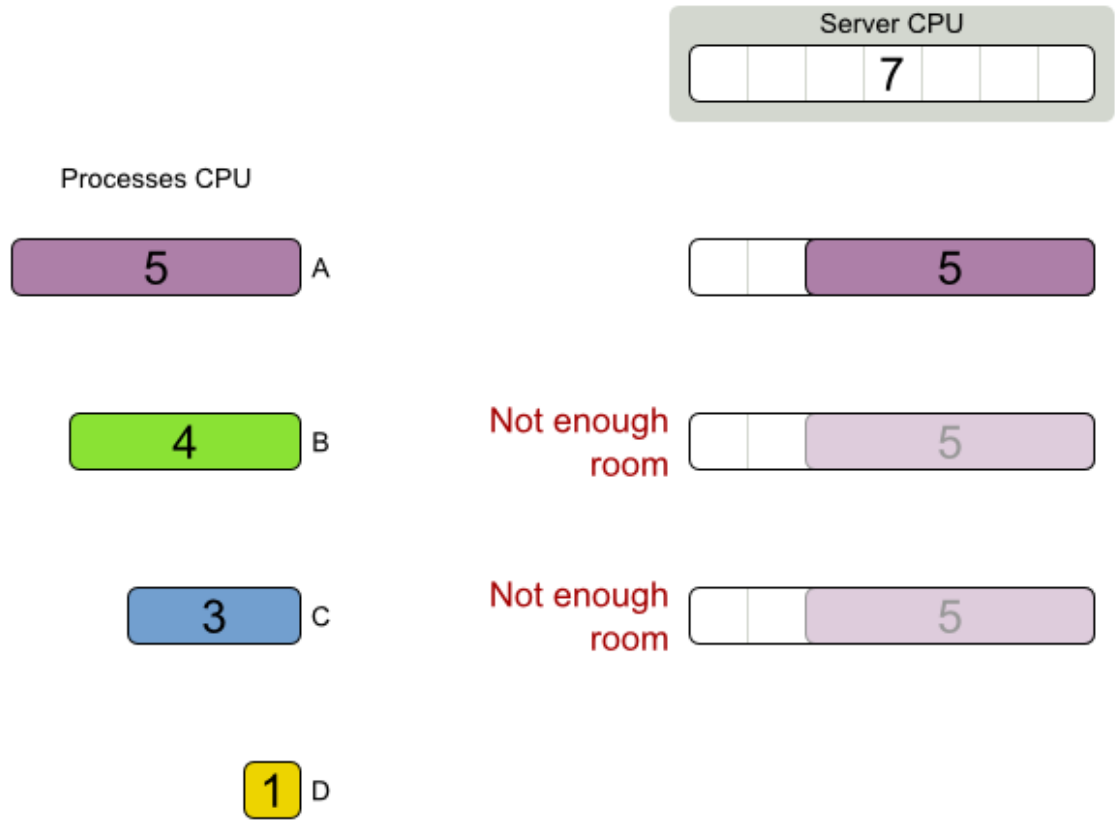 Server CPU
7
Processes CPU
5 A 5
4 B Not enough room 5
3 C Not enough room 5
1 D